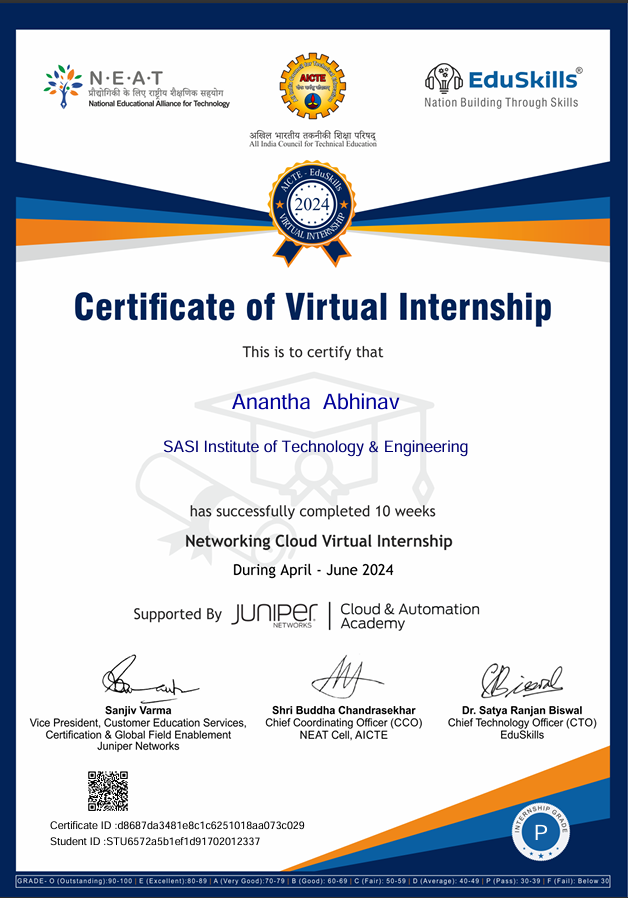 N·E·A·T
प्रौद्योगिकी के लिए राष्ट्रीय शैक्षणिक सहयोग
National Educational Alliance for Technology
AICTE
अखिल भारतीय तकनीकी शिक्षा परिषद्
All India Council for Technical Education
EduSkills®
Nation Building Through Skills
AICTE - EduSkills
2024
VIRTUAL INTERNSHIP
Certificate of Virtual Internship
This is to certify that
Anantha Abhinav
SASI Institute of Technology & Engineering
has successfully completed 10 weeks
Networking Cloud Virtual Internship
During April - June 2024
Supported By JUNIPEr NETWORKS | Cloud & Automation
Academy
Sanjiv Varma
Vice President, Customer Education Services,
Certification & Global Field Enablement
Juniper Networks
Shri Buddha Chandrasekhar
Chief Coordinating Officer (CCO)
NEAT Cell, AICTE
Dr. Satya Ranjan Biswal
Chief Technology Officer (CTO)
EduSkills
Certificate ID :d8687da3481e8c1c6251018aa073c029
Student ID :STU6572a5b1ef1d91702012337
INTERNSHIP GRADE
P
GRADE- O (Outstanding):90-100 | E (Excellent):80-89 | A (Very Good):70-79 | B (Good): 60-69 | C (Fair): 50-59 | D (Average): 40-49 | P (Pass): 30-39 | F (Fail): Below 30